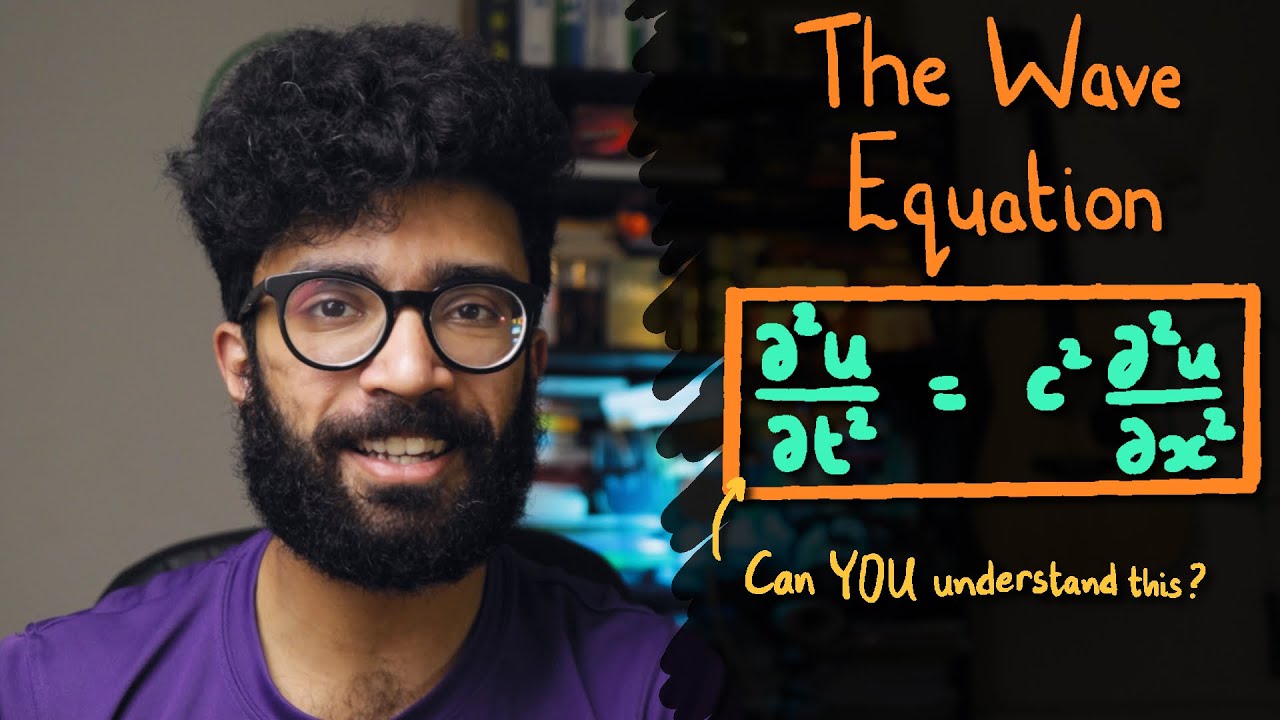 The Wave
Equation
∂²u/∂t² = c² ∂²u/∂x²
Can YOU understand this?